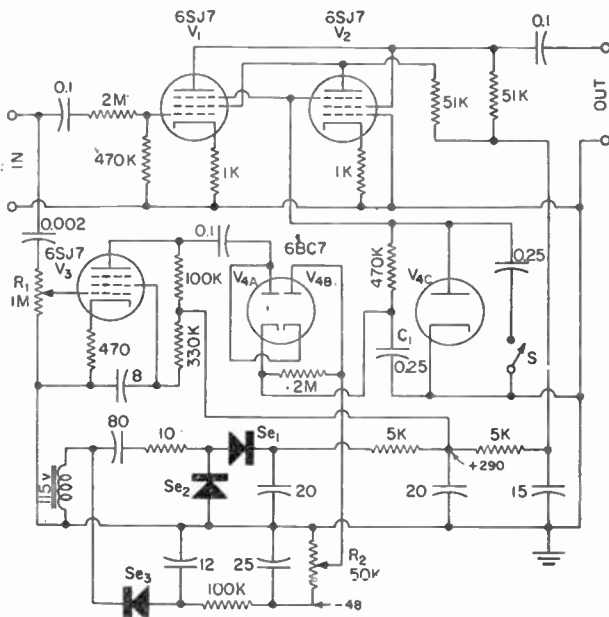 6SJ7
V1
6SJ7
V2
0.1
0.1
2M
51K
51K
OUT
IN
470K
1K
1K
0.002
6SJ7
V3
0.1
6BC7
R1
1M
100K
V4A
V4B
470K
V4C
0.25
470
330K
C1
0.25
S
8
.2M
80
10
Se1
5K
5K
+290
115v
Se2
20
20
15
12
25
R2
50K
Se3
100K
-48